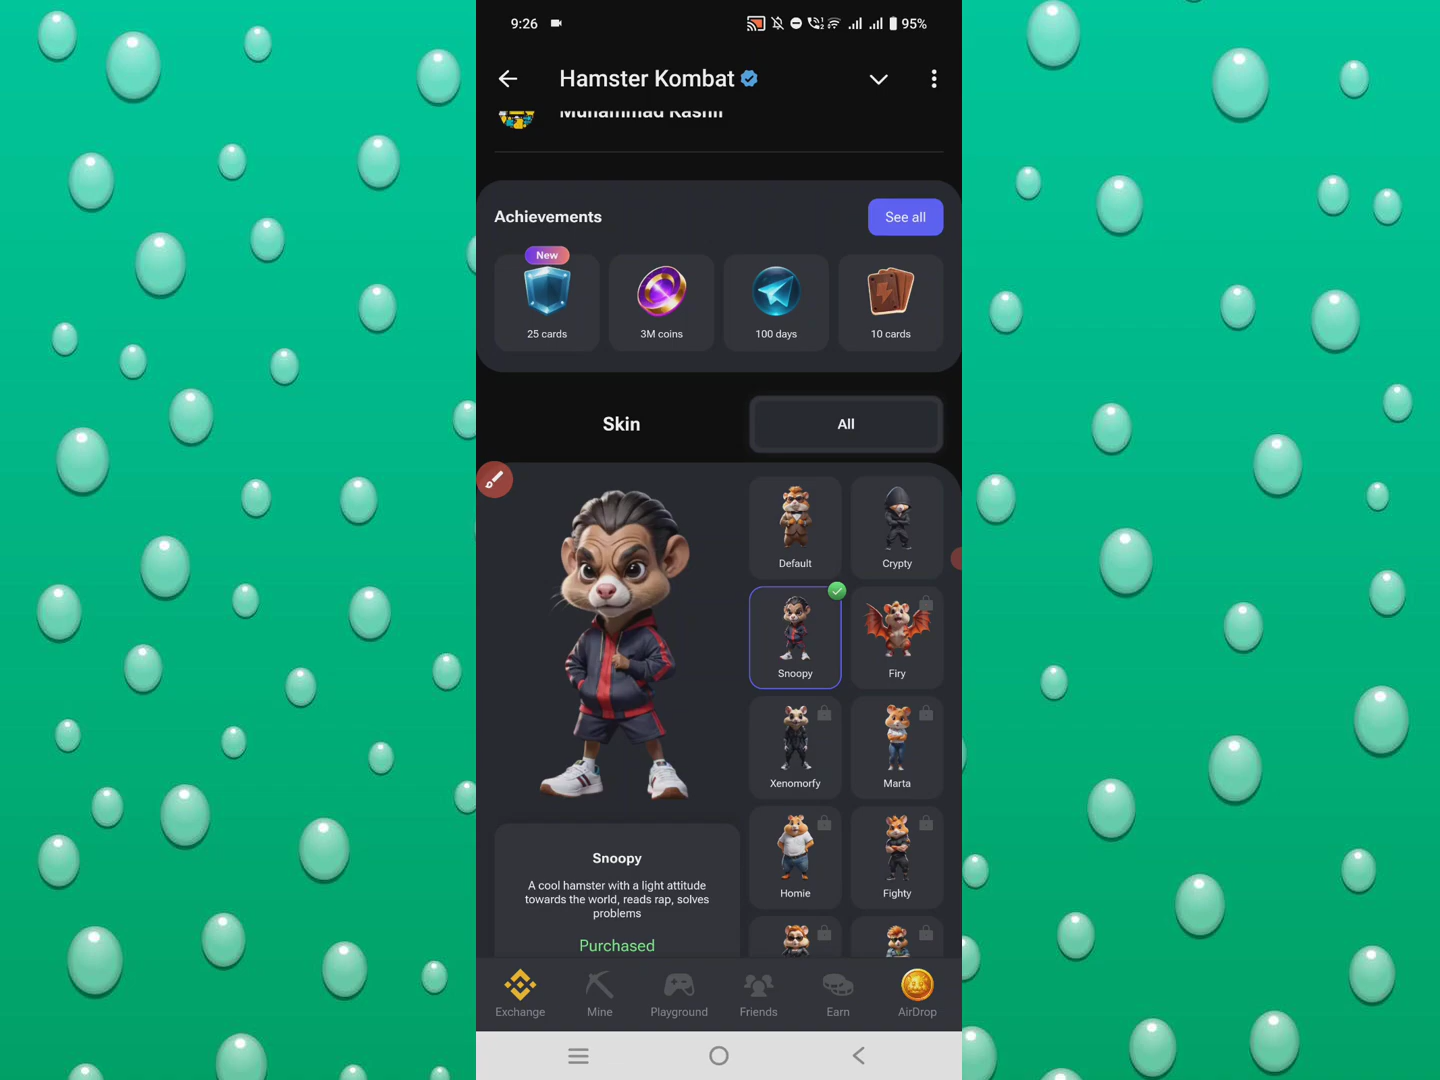 9:26
95%
Hamster Kombat
Muhammad Kashif
Achievements
See all
New
25 cards
3M coins
100 days
10 cards
Skin
All
Default
Crypty
Snoopy
Firy
Xenomorfy
Marta
Homie
Fighty
Snoopy
A cool hamster with a light attitude
towards the world, reads rap, solves
problems
Purchased
Exchange
Mine
Playground
Friends
Earn
AirDrop